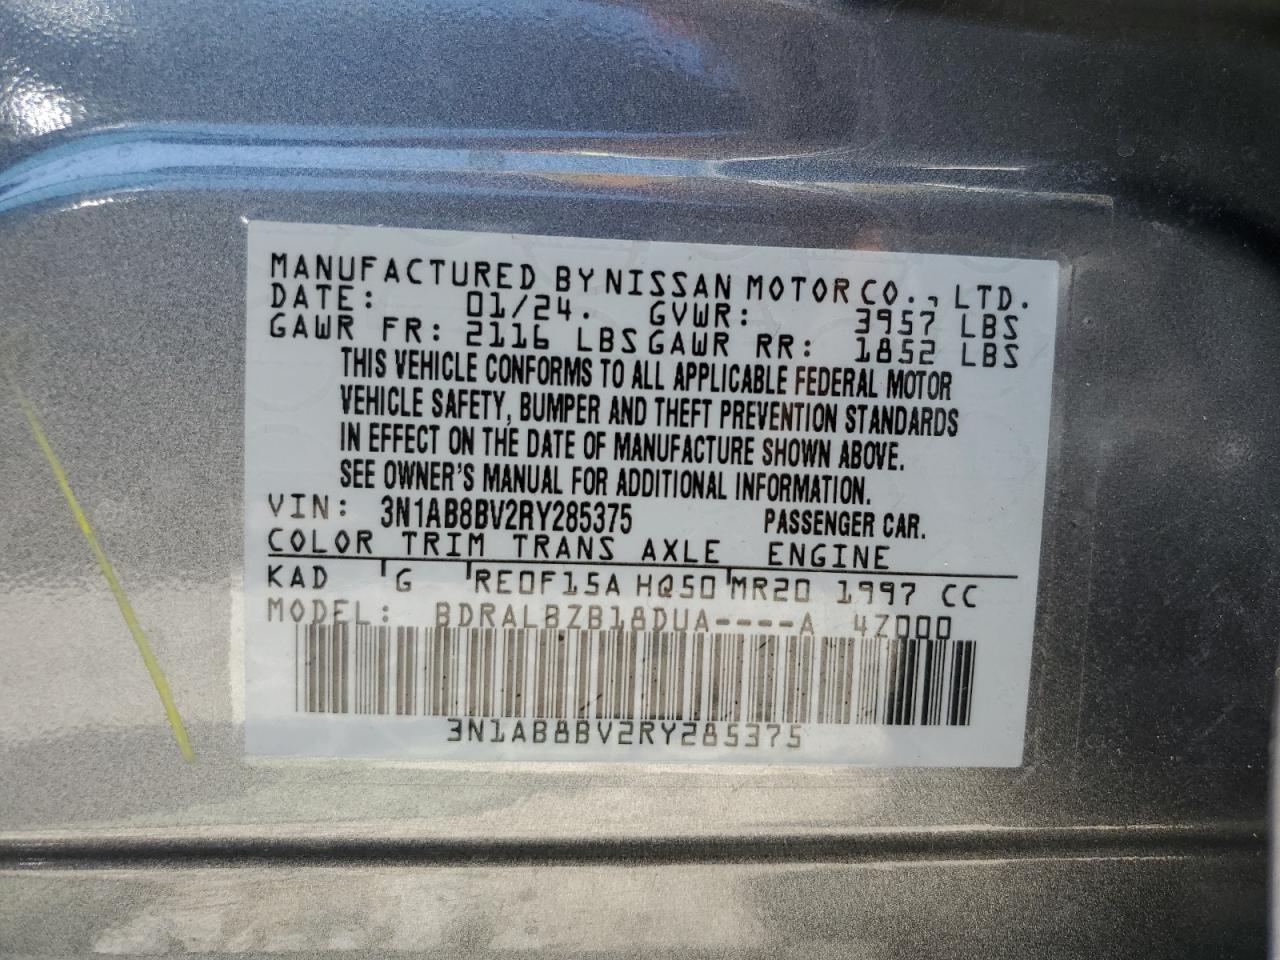 MANUFACTURED BY NISSAN MOTOR CO., LTD.
DATE: 01/24. GVWR: 3957 LBS
GAWR FR: 2116 LBS GAWR RR: 1852 LBS
THIS VEHICLE CONFORMS TO ALL APPLICABLE FEDERAL MOTOR
VEHICLE SAFETY, BUMPER AND THEFT PREVENTION STANDARDS
IN EFFECT ON THE DATE OF MANUFACTURE SHOWN ABOVE.
SEE OWNER'S MANUAL FOR ADDITIONAL INFORMATION.
VIN: 3N1AB8BV2RY285375 PASSENGER CAR.
COLOR TRIM TRANS AXLE ENGINE
KAD G RE0F15A HQ50 MR20 1997 CC
MODEL: BDRALBZB18DUA----A 4Z000
3N1AB8BV2RY285375